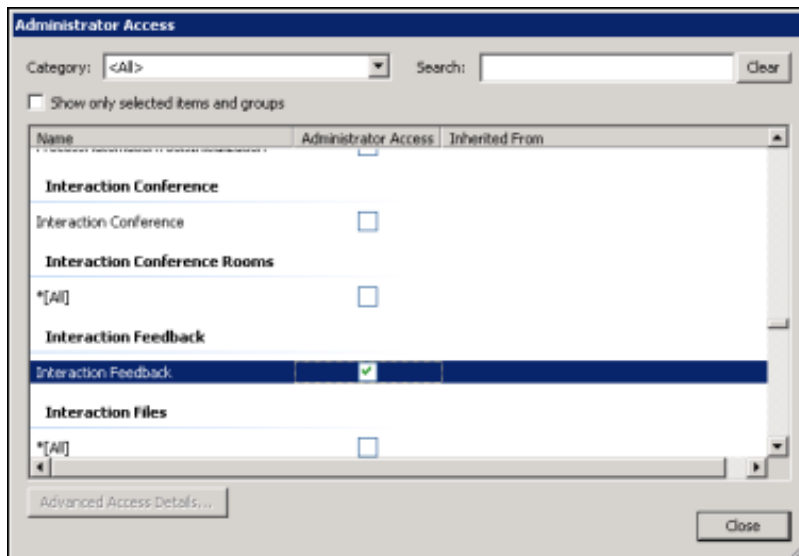 Administrator Access
Category: <All> Search: Clear
Show only selected items and groups
Name Administrator Access Inherited From
Interaction Conference
Interaction Conference
Interaction Conference Rooms
*[All]
Interaction Feedback
Interaction Feedback
Interaction Files
*[All]
Advanced Access Details...
Close